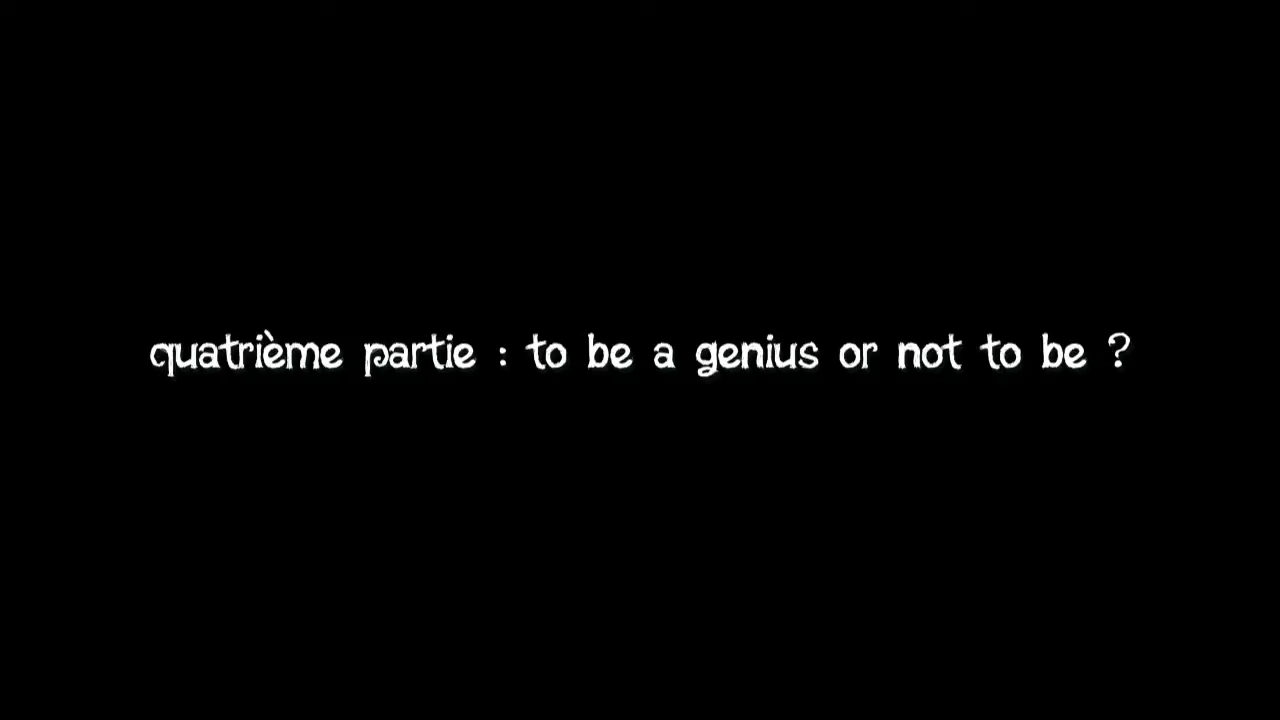 quatrième partie : to be a genius or not to be ?